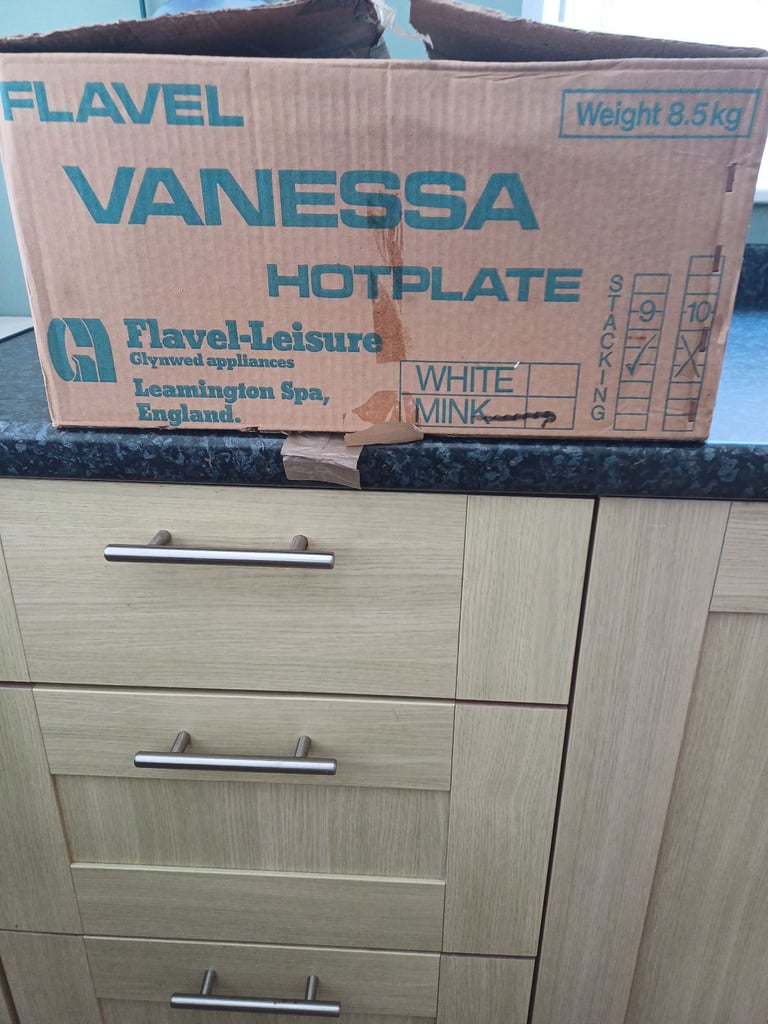 FLAVEL
Weight 8.5kg
VANESSA
HOTPLATE
Flavel-Leisure
Glynwed appliances
Leamington Spa,
England.
WHITE
MINK
STACKING
9
10